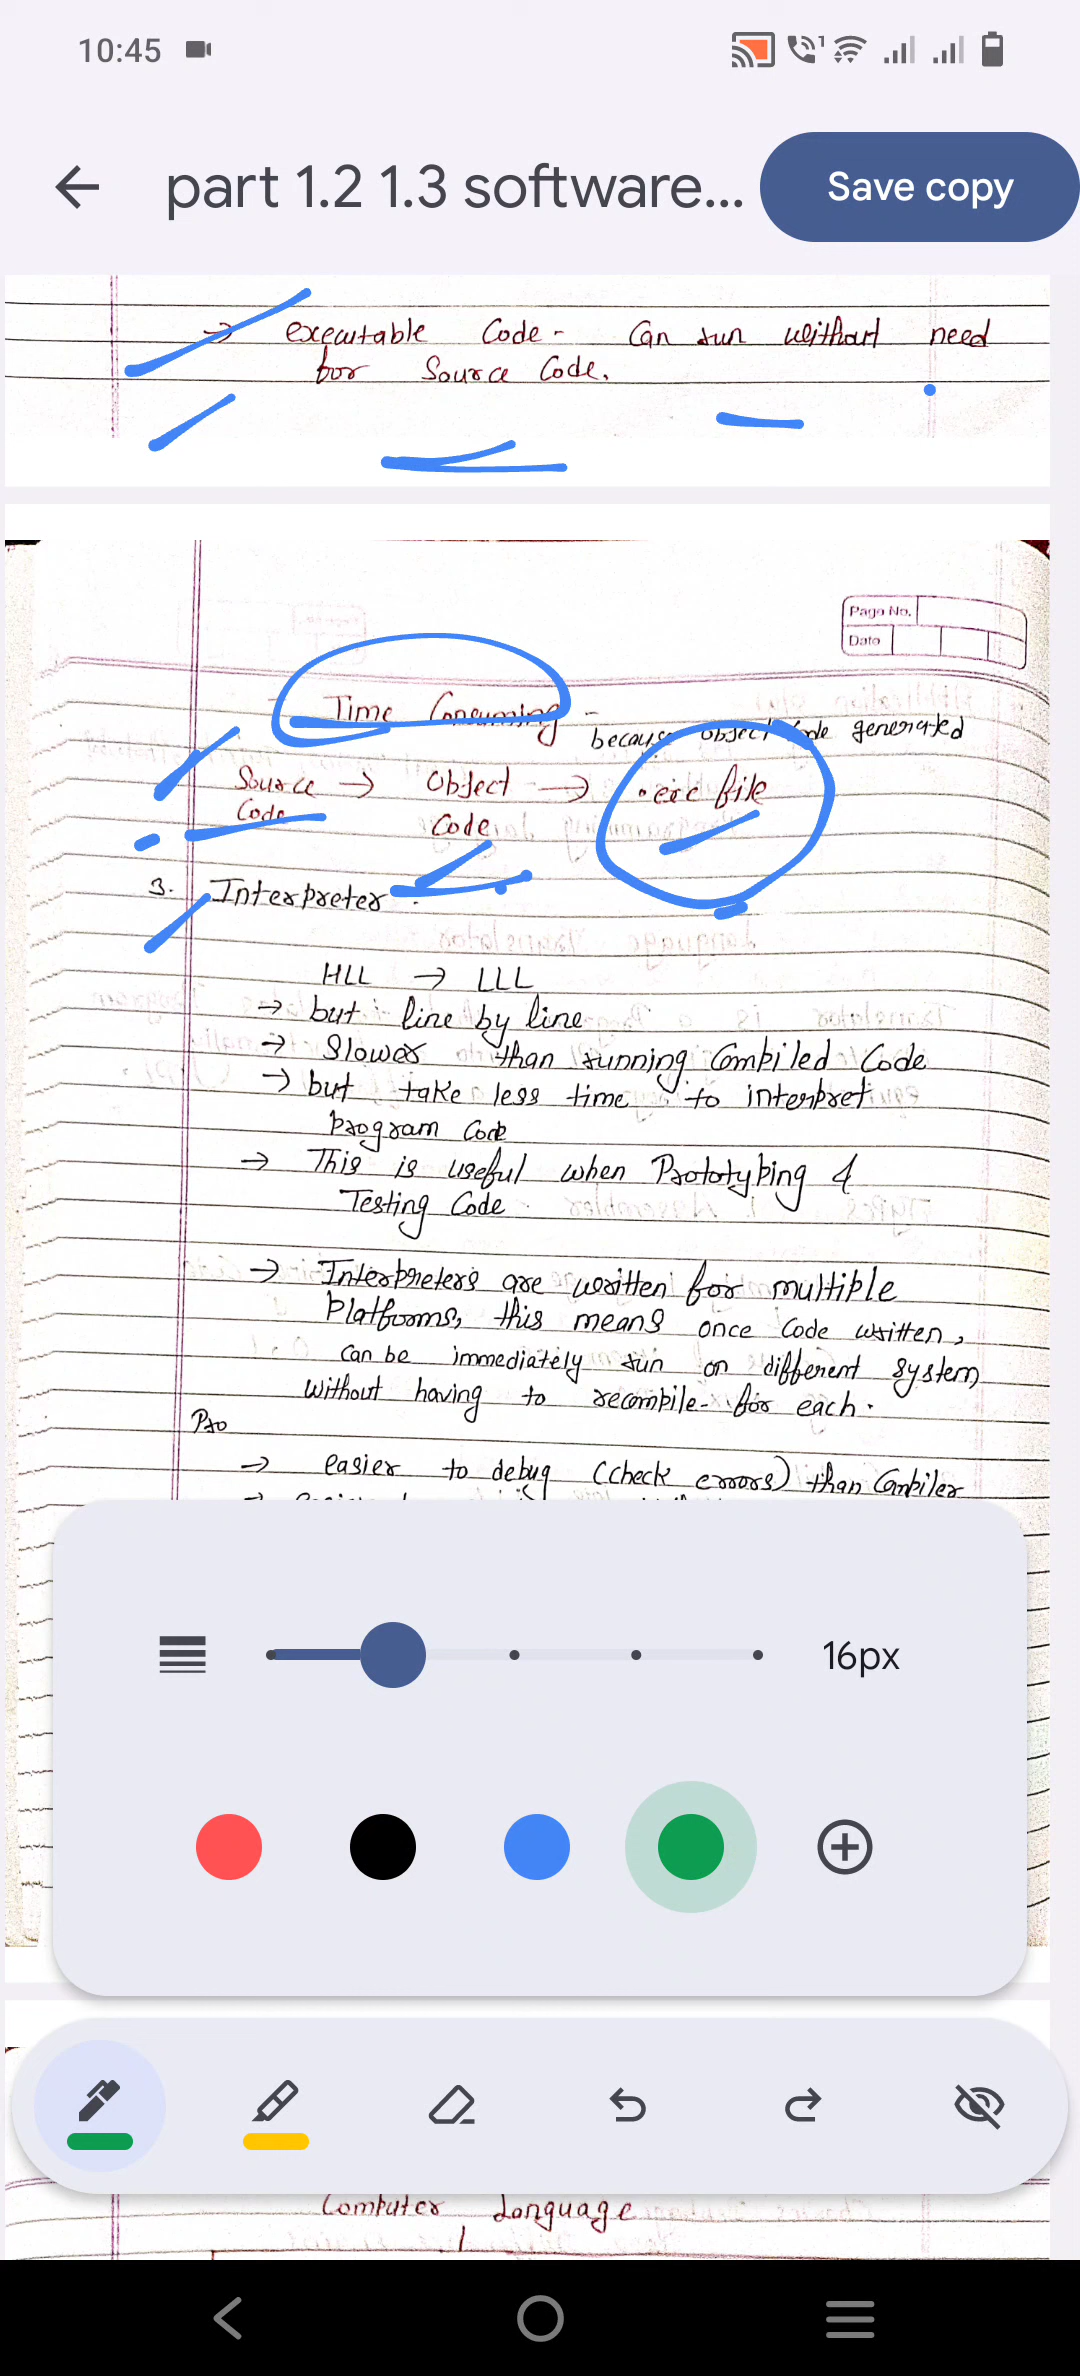 10:45
part 1.2 1.3 software...
Save copy
→ executable Code - Can run without need
for Source Code.
Page No.
Date
Time Consuming -
because object Code generated
Source → Object → .exe file
Code Code
3. Interpreter -
HLL → LLL
→ but line by line
→ Slower than running Compiled Code
→ but take less time to interpret
Program Code
→ This is useful when Prototyping &
Testing Code
→ Interpreters are written for multiple
Platforms, this means once Code written,
Can be immediately run on different system
without having to recompile for each.
Pro
→ easier to debug (check errors) than Compiler
16px
Computer Language